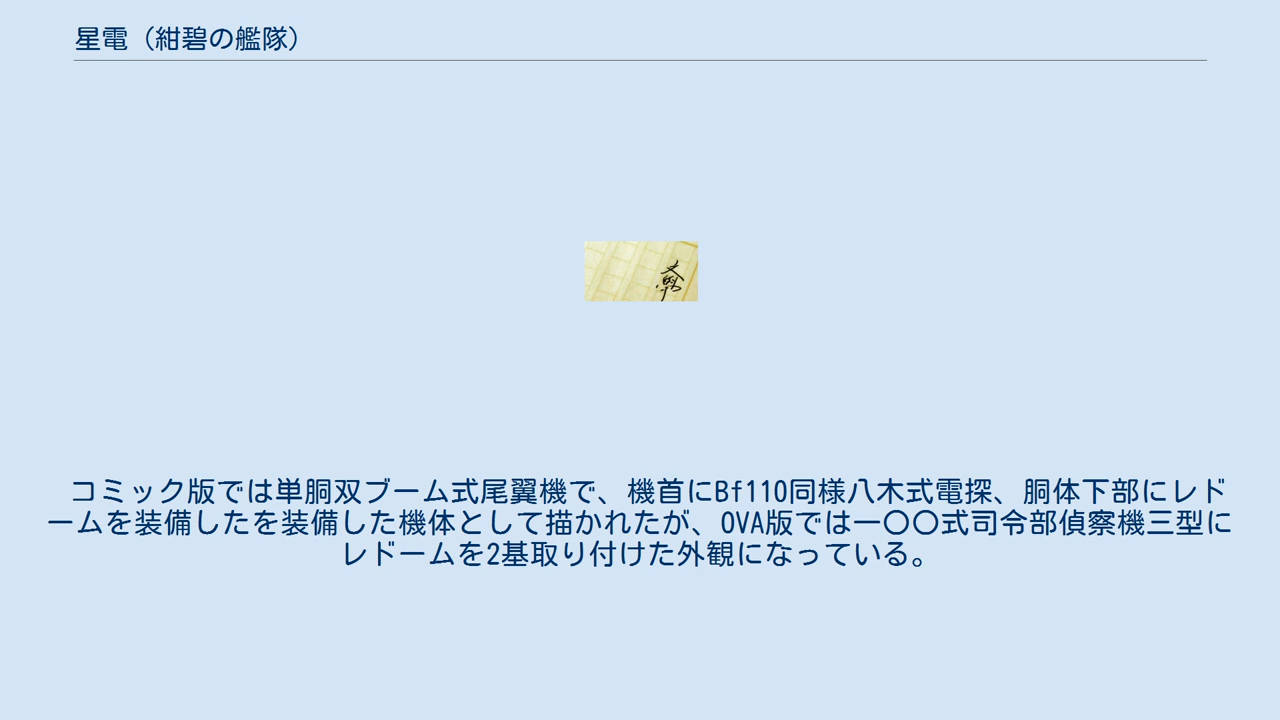 星電（紺碧の艦隊）
コミック版では単胴双ブーム式尾翼機で、機首にBf110同様八木式電探、胴体下部にレド
ームを装備したを装備した機体として描かれたが、OVA版では一〇〇式司令部偵察機三型に
レドームを2基取り付けた外観になっている。